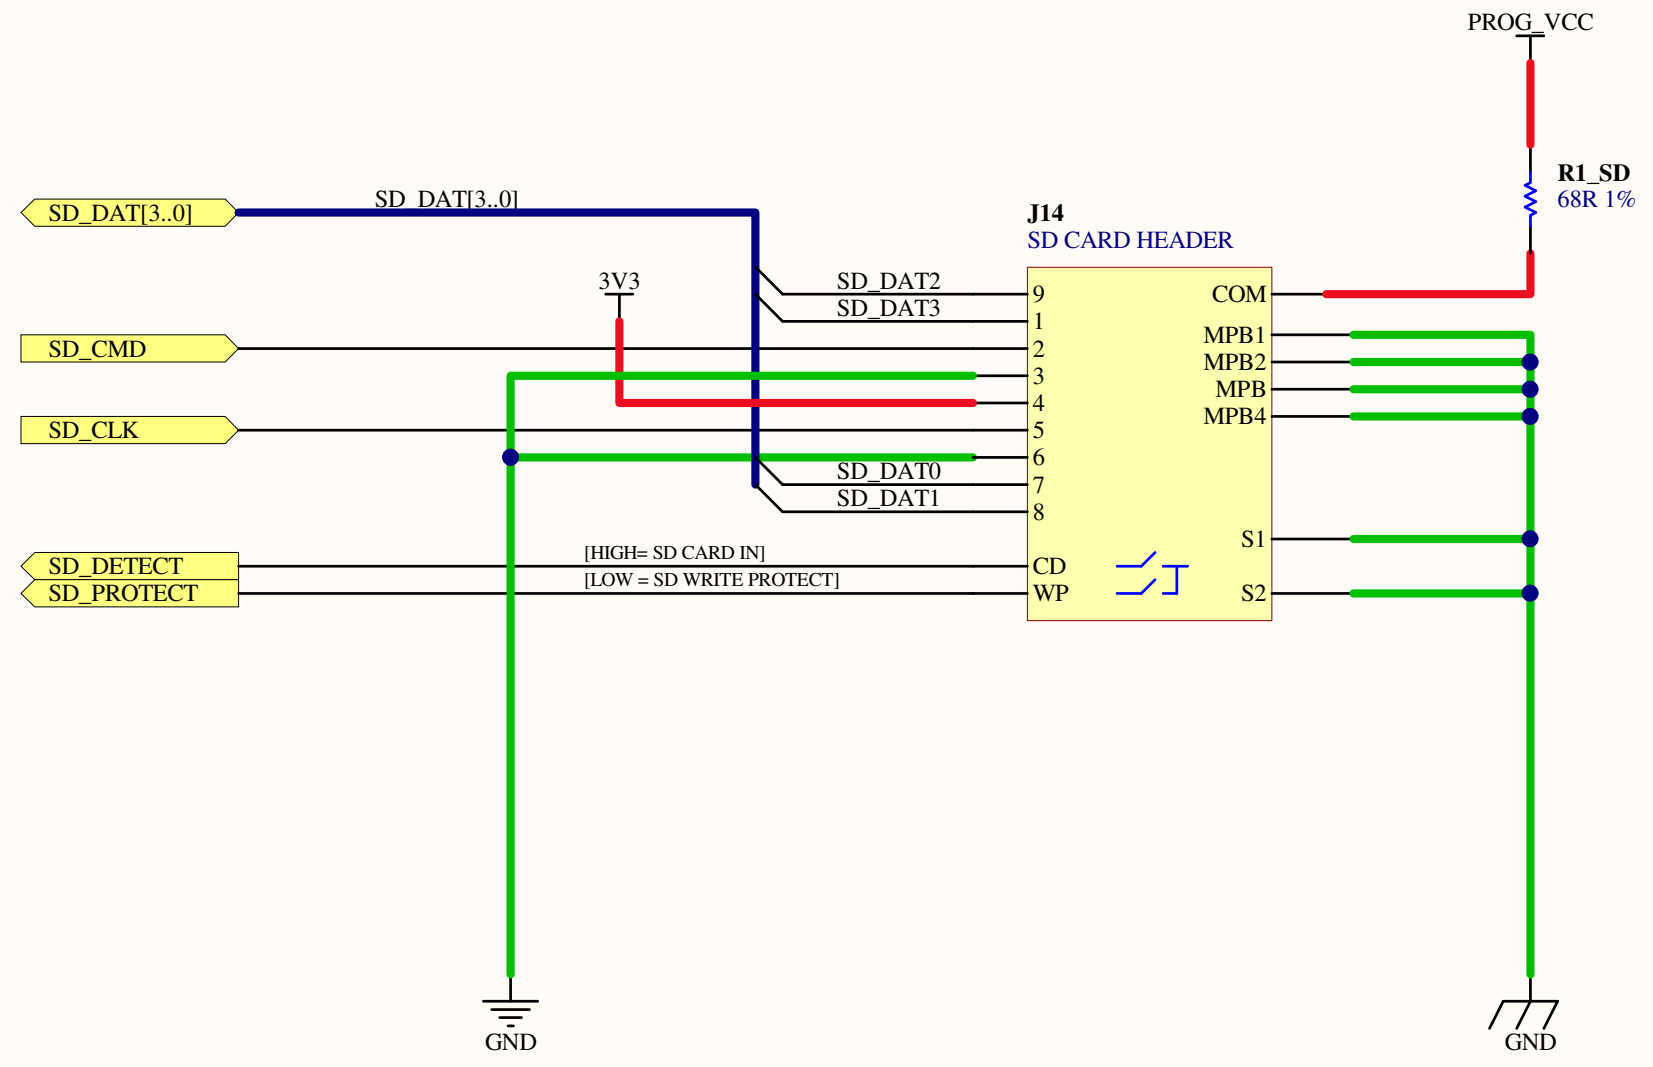 PROG_VCC
R1_SD
68R 1%
SD_DAT[3..0]
SD_DAT[3..0]
J14
SD CARD HEADER
3V3
SD_DAT2
9
COM
SD_DAT3
1
MPB1
SD_CMD
2
MPB2
3
MPB
4
MPB4
SD_CLK
5
6
SD_DAT0
7
SD_DAT1
8
S1
[HIGH= SD CARD IN]
SD_DETECT
CD
[LOW = SD WRITE PROTECT]
SD_PROTECT
WP
S2
GND
GND